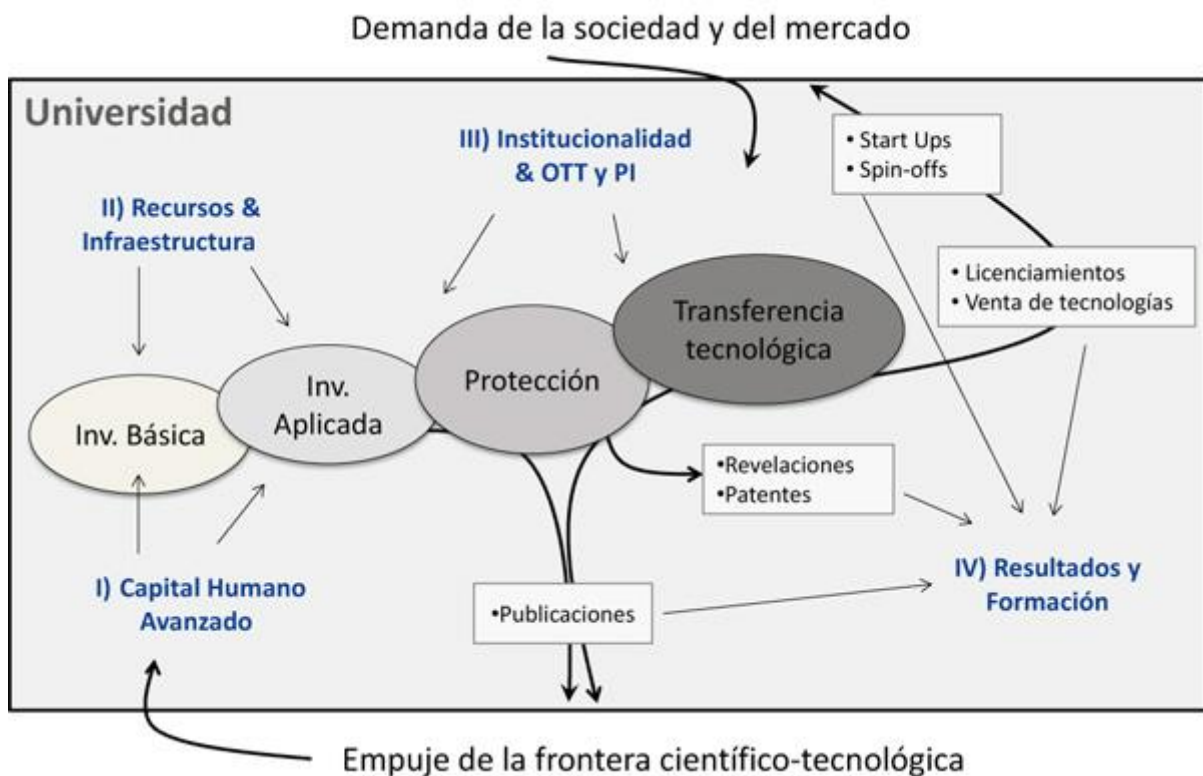 Demanda de la sociedad y del mercado
Universidad
III) Institucionalidad
& OTT y PI
• Start Ups
• Spin-offs
II) Recursos &
Infraestructura
• Licenciamientos
• Venta de tecnologías
Transferencia
tecnológica
Protección
Inv.
Aplicada
Inv. Básica
•Revelaciones
•Patentes
I) Capital Humano
Avanzado
•Publicaciones
IV) Resultados y
Formación
Empuje de la frontera científico-tecnológica